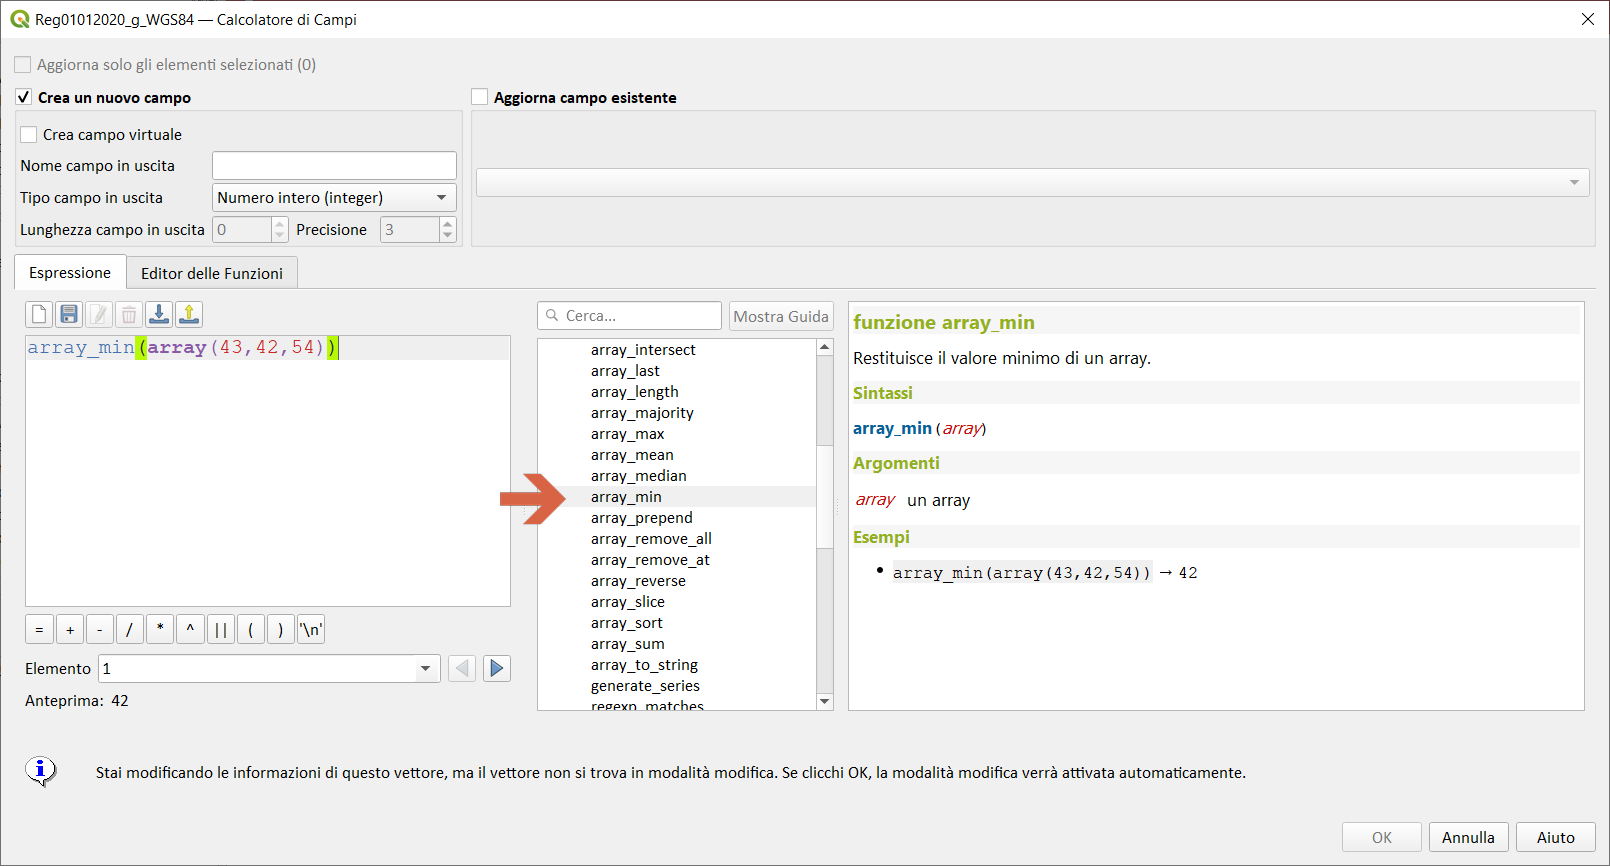 Reg01012020_g_WGS84 — Calcolatore di Campi
Aggiorna solo gli elementi selezionati (0)
Crea un nuovo campo
Aggiorna campo esistente
Crea campo virtuale
Nome campo in uscita
Tipo campo in uscita Numero intero (integer)
Lunghezza campo in uscita 0 Precisione 3
Espressione Editor delle Funzioni
array_min(array(43,42,54))
= + - / * ^ || ( ) '\n'
Elemento 1
Anteprima: 42
Cerca... Mostra Guida
array_intersect
array_last
array_length
array_majority
array_max
array_mean
array_median
array_min
array_prepend
array_remove_all
array_remove_at
array_reverse
array_slice
array_sort
array_sum
array_to_string
generate_series
regexp_matches
funzione array_min
Restituisce il valore minimo di un array.
Sintassi
array_min(array)
Argomenti
array un array
Esempi
• array_min(array(43,42,54)) → 42
Stai modificando le informazioni di questo vettore, ma il vettore non si trova in modalità modifica. Se clicchi OK, la modalità modifica verrà attivata automaticamente.
OK Annulla Aiuto